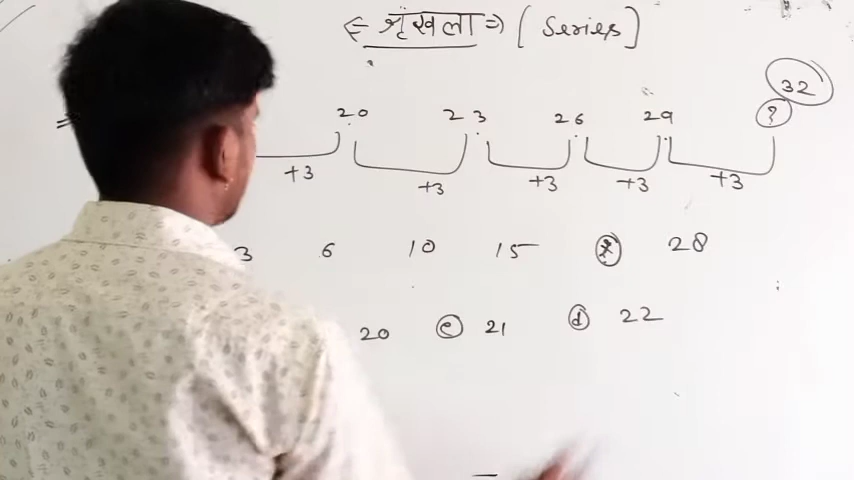 ⇐ शृंखला ⇒ [ Series ]
32
20 23 26 29 ?
+3 +3 +3 +3 +3
3 6 10 15 28
20 (c) 21 (d) 22